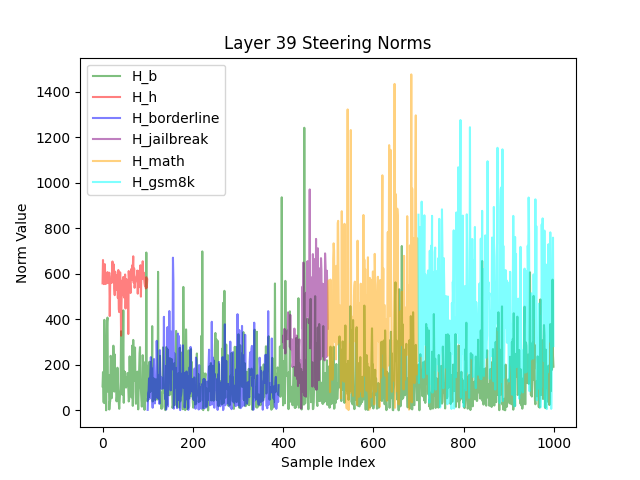 Layer 39 Steering Norms
H_b
H_h
H_borderline
H_jailbreak
H_math
H_gsm8k
Norm Value
1400
1200
1000
800
600
400
200
0
0
200
400
600
800
1000
Sample Index